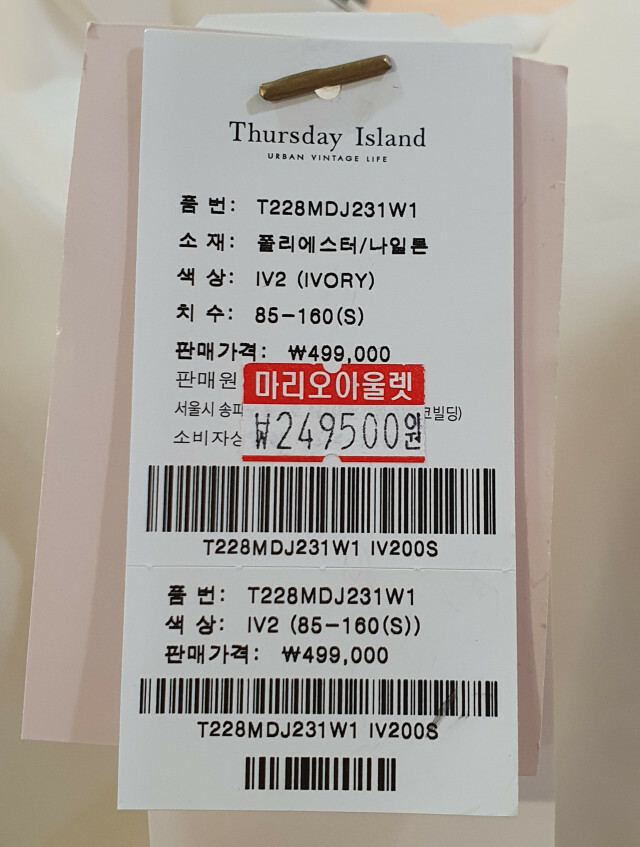 Thursday Island
URBAN VINTAGE LIFE
품 번: T228MDJ231W1
소 재: 폴리에스터/나일론
색 상: IV2 (IVORY)
치 수: 85-160(S)
판매가격: ₩499,000
판매원
마리오아울렛
서울시 송파
코빌딩)
소비자상
₩249500원
T228MDJ231W1 IV200S
품 번: T228MDJ231W1
색 상: IV2 (85-160(S))
판매가격: ₩499,000
T228MDJ231W1 IV200S